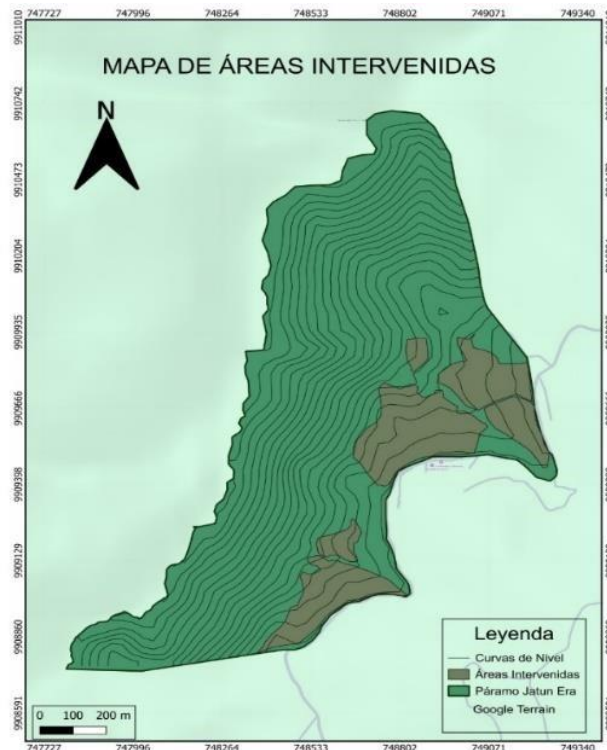 747727 747996 748264 748533 748802 749071 749340
9911010
MAPA DE ÁREAS INTERVENIDAS
9910742
N
9910473
9910204
9909935
9909666
9909398
9909129
9908860
9908591
Leyenda
Curvas de Nivel
Áreas Intervenidas
Páramo Jatun Era
Google Terrain
0 100 200 m
747727 747996 748264 748533 748802 749071 749340